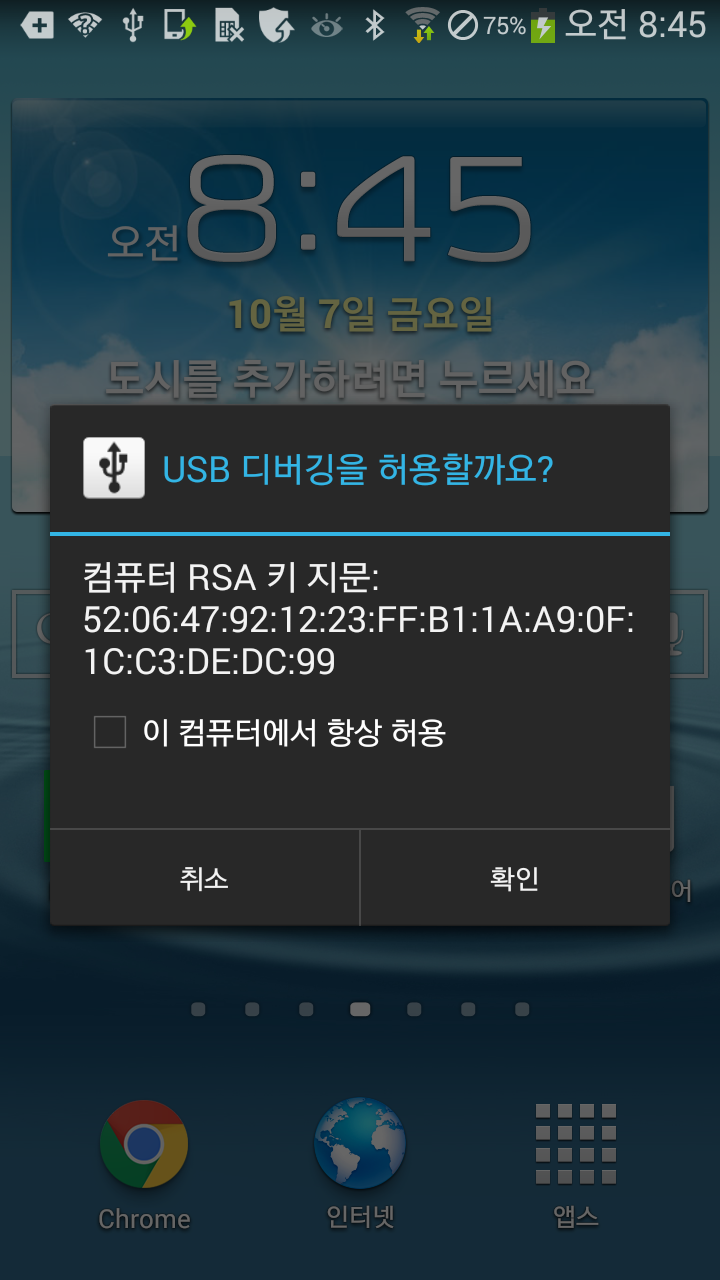 75% 오전 8:45
오전 8:45
10월 7일 금요일
도시를 추가하려면 누르세요
USB 디버깅을 허용할까요?
컴퓨터 RSA 키 지문:
52:06:47:92:12:23:FF:B1:1A:A9:0F:
1C:C3:DE:DC:99
이 컴퓨터에서 항상 허용
취소 확인
어
Chrome 인터넷 앱스